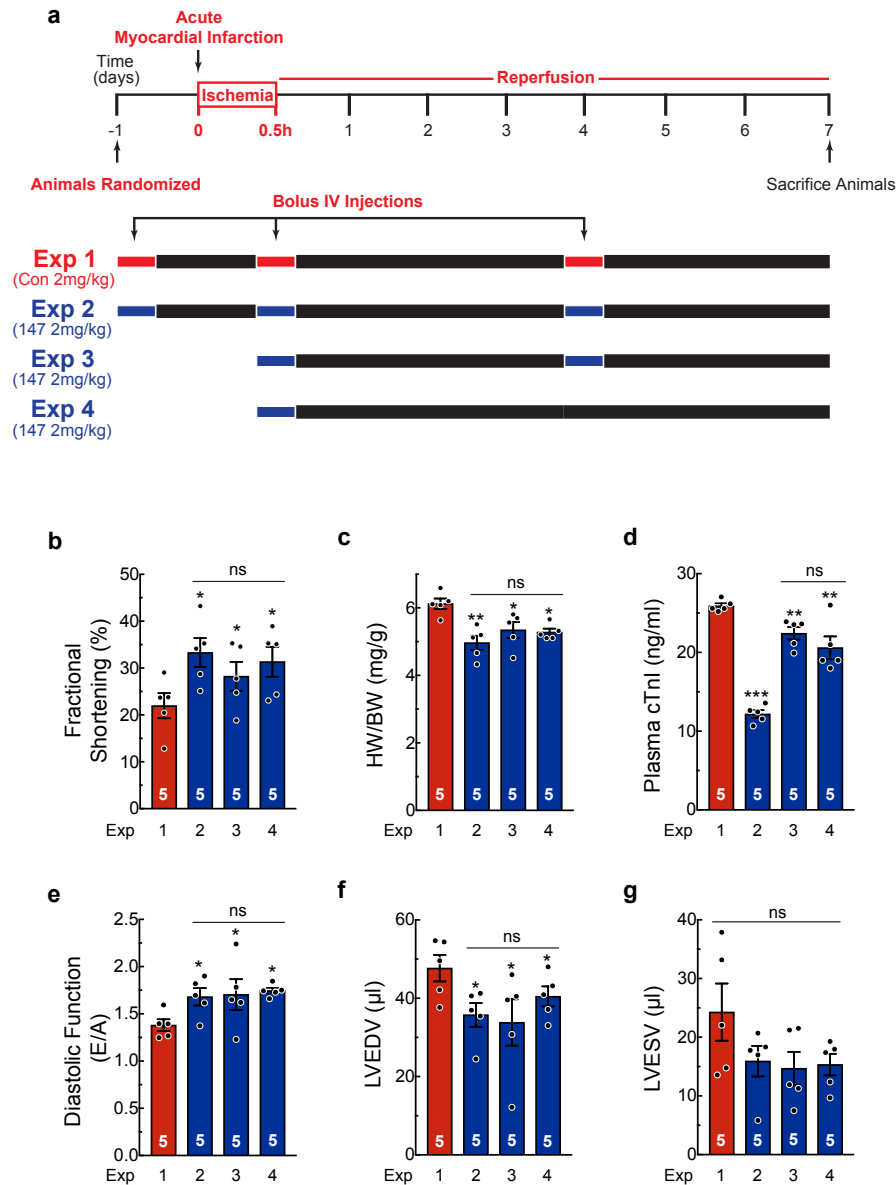 a
Acute
Myocardial Infarction
Time
(days)
Ischemia
Reperfusion
-1 0 0.5h 1 2 3 4 5 6 7
Animals Randomized
Sacrifice Animals
Bolus IV Injections
Exp 1
(Con 2mg/kg)
Exp 2
(147 2mg/kg)
Exp 3
(147 2mg/kg)
Exp 4
(147 2mg/kg)
b
Fractional
Shortening (%)
50
40
30
20
10
0
ns
* * *
5 5 5 5
Exp 1 2 3 4
c
HW/BW (mg/g)
6
4
2
0
ns
** * *
5 5 5 5
Exp 1 2 3 4
d
Plasma cTnI (ng/ml)
30
20
10
0
ns
*** ** **
5 5 5 5
Exp 1 2 3 4
e
Diastolic Function
(E/A)
2.5
2.0
1.5
1.0
0.5
0.0
ns
* * *
5 5 5 5
Exp 1 2 3 4
f
LVEDV (µl)
60
40
20
0
ns
* * *
5 5 5 5
Exp 1 2 3 4
g
LVESV (µl)
40
30
20
10
0
ns
5 5 5 5
Exp 1 2 3 4